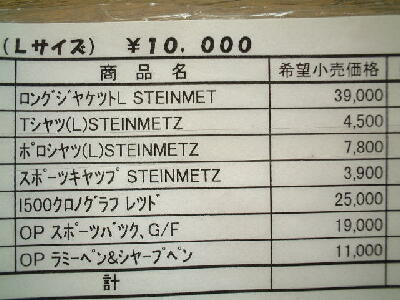 (Lサイズ) ¥10,000
商品名 希望小売価格
ロングジャケットL STEINMET 39,000
Tシャツ(L)STEINMETZ 4,500
ポロシャツ(L)STEINMETZ 7,800
スポーツキャップ STEINMETZ 3,900
1500クロノグラフ レッド 25,000
OP スポーツバック、G/F 19,000
OP ラミーペン&シャープペン 11,000
計